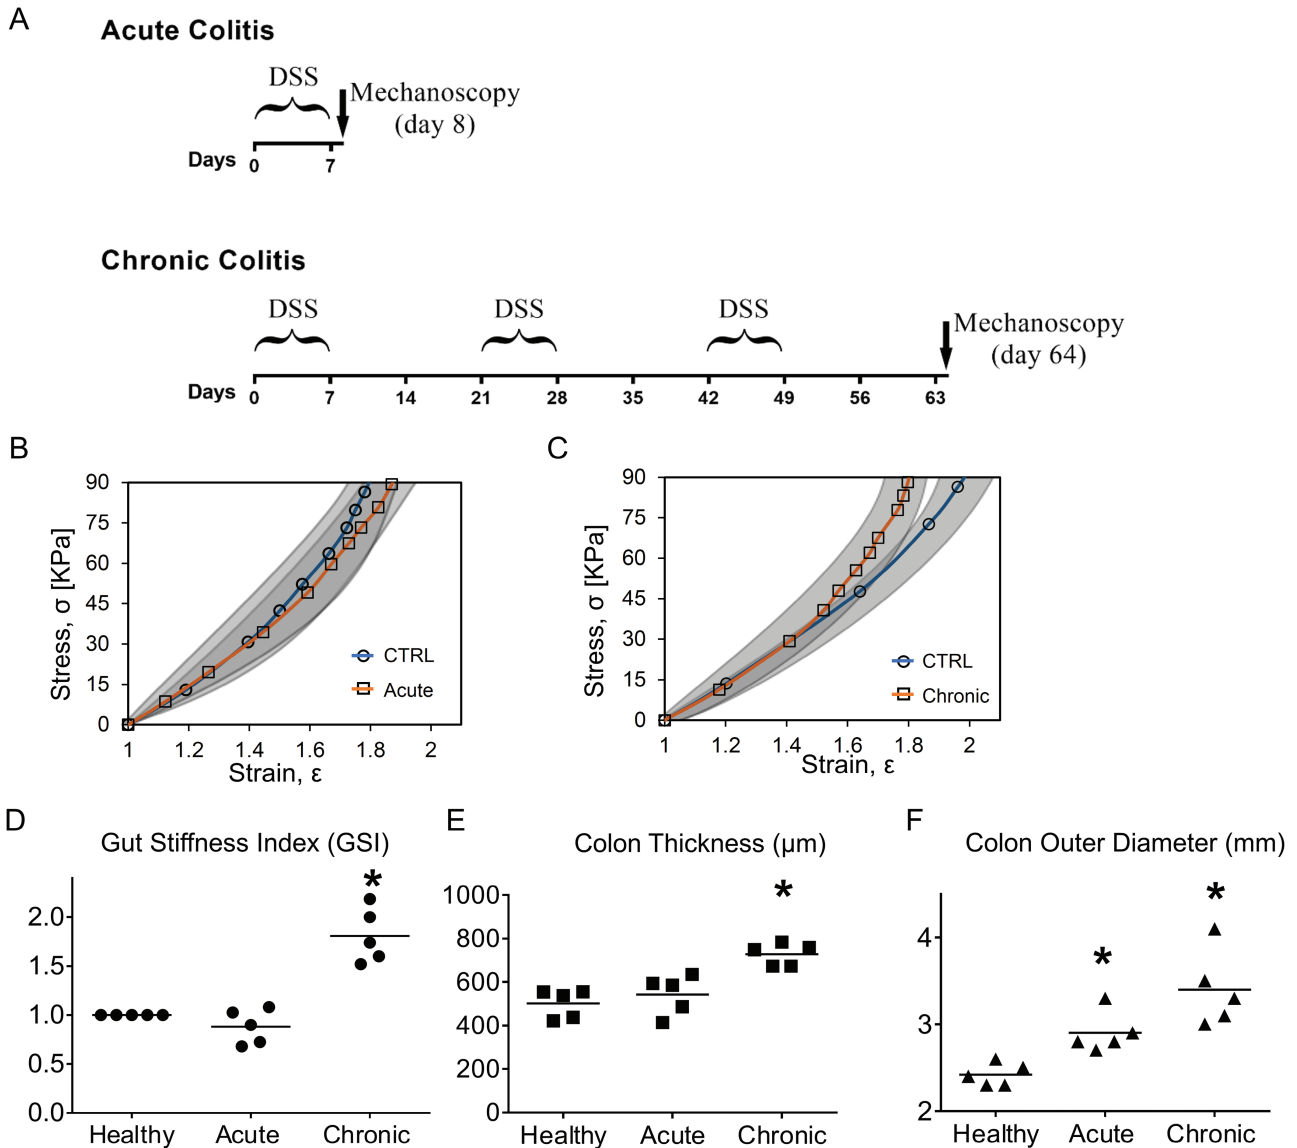 A
Acute Colitis
DSS
Mechanoscopy
(day 8)
Days 0 7
Chronic Colitis
DSS DSS DSS
Mechanoscopy
(day 64)
Days 0 7 14 21 28 35 42 49 56 63
B
90
75
60
45
30
15
0
Stress, σ [KPa]
CTRL
Acute
1 1.2 1.4 1.6 1.8 2
Strain, ε
C
90
75
60
45
30
15
0
Stress, σ [KPa]
CTRL
Chronic
1 1.2 1.4 1.6 1.8 2
Strain, ε
D
Gut Stiffness Index (GSI)
*
2.0
1.5
1.0
0.5
0.0
Healthy Acute Chronic
E
Colon Thickness (μm)
*
1000
800
600
400
200
0
Healthy Acute Chronic
F
Colon Outer Diameter (mm)
*
*
4
3
2
Healthy Acute Chronic